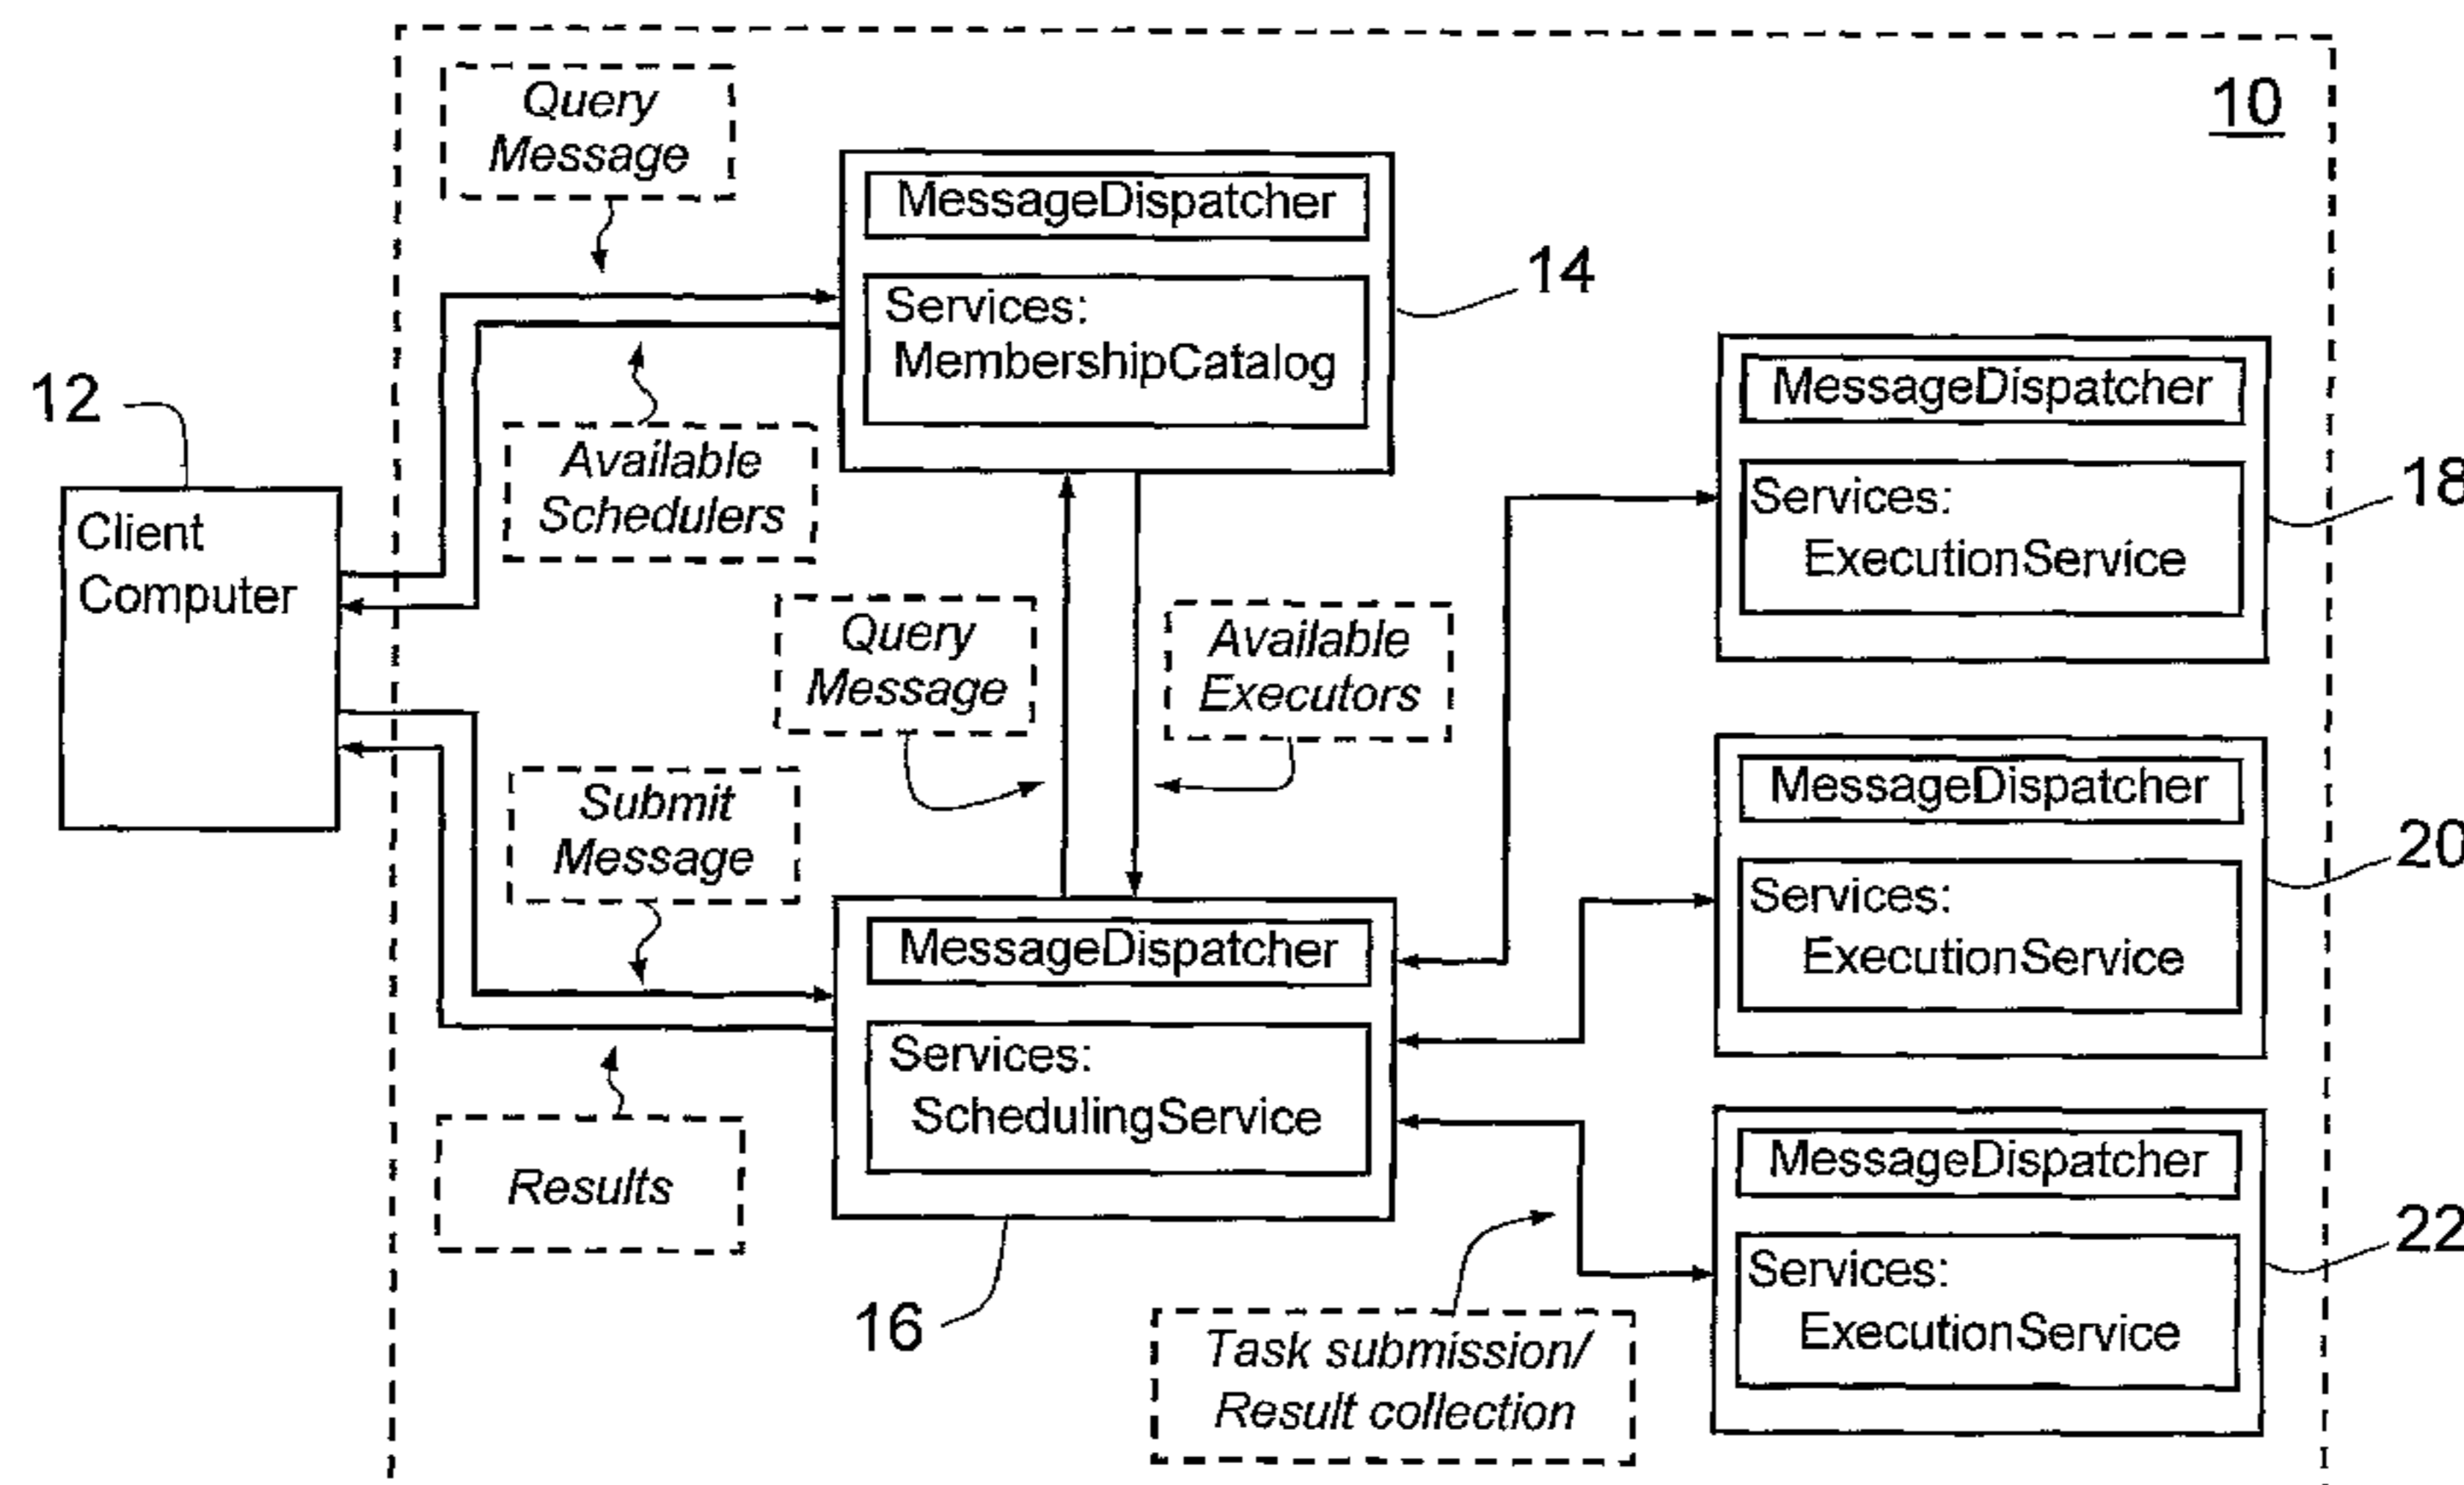 10
Query
Message
MessageDispatcher
14
Services:
MembershipCatalog
12
Available
Schedulers
Client
Computer
MessageDispatcher
18
Services:
ExecutionService
Query
Message
Available
Executors
Submit
Message
MessageDispatcher
20
Services:
ExecutionService
MessageDispatcher
Services:
SchedulingService
Results
16
MessageDispatcher
22
Services:
ExecutionService
Task submission/
Result collection